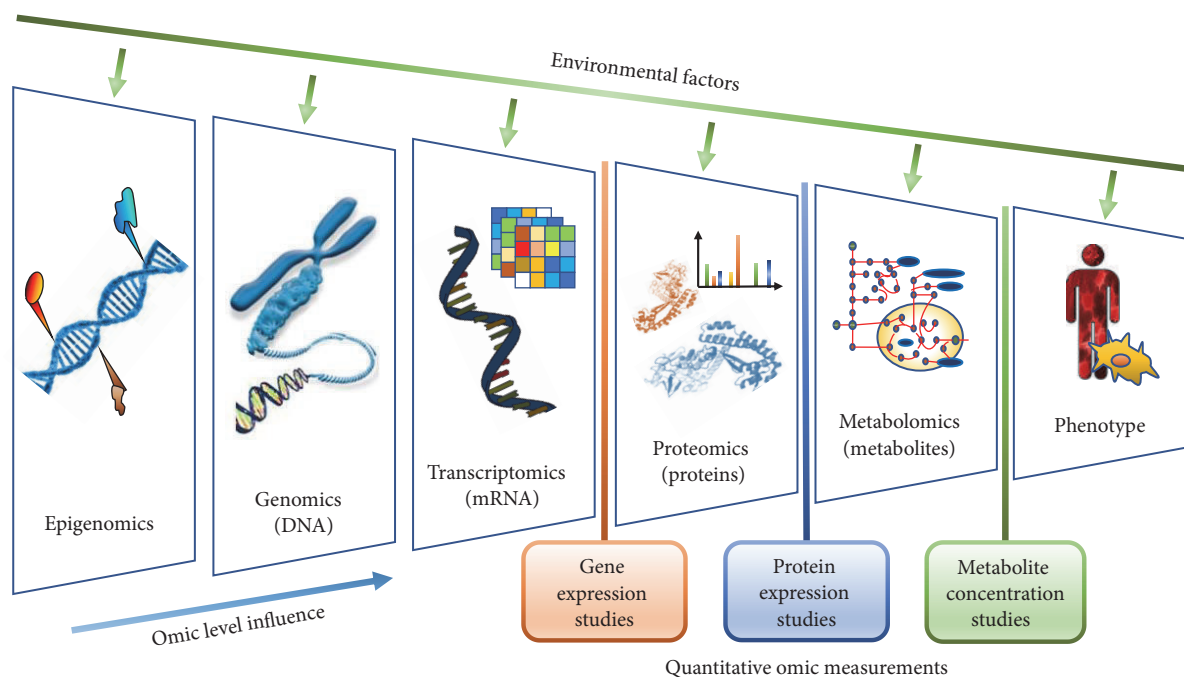 Environmental factors
Epigenomics
Genomics
(DNA)
Transcriptomics
(mRNA)
Proteomics
(proteins)
Metabolomics
(metabolites)
Phenotype
Omic level influence
Gene
expression
studies
Protein
expression
studies
Metabolite
concentration
studies
Quantitative omic measurements